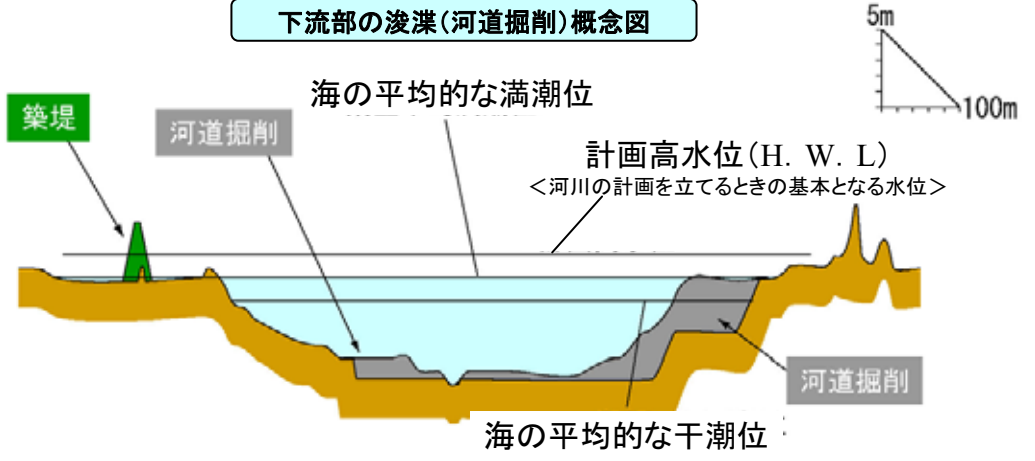 下流部の浚渫(河道掘削)概念図
5m
100m
海の平均的な満潮位
築堤
河道掘削
計画高水位(H. W. L)
<河川の計画を立てるときの基本となる水位>
河道掘削
海の平均的な干潮位